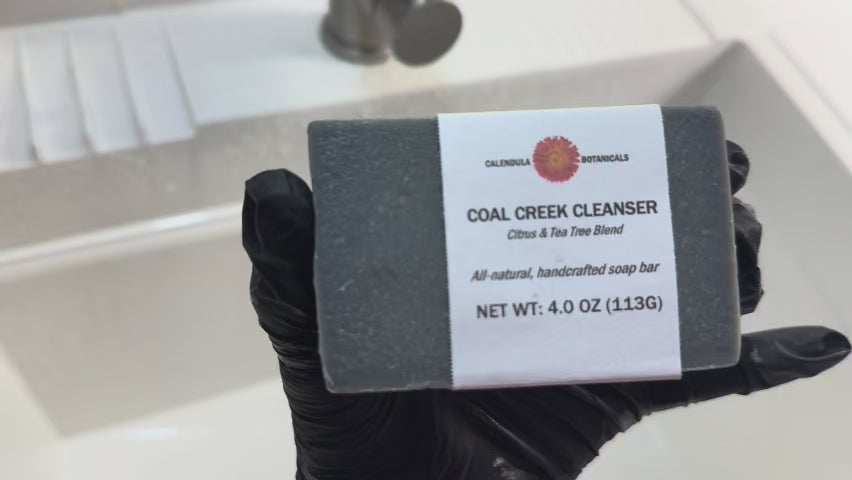 CALENDULA BOTANICALS
COAL CREEK CLEANSER
Citrus & Tea Tree Blend
All-natural, handcrafted soap bar
NET WT: 4.0 OZ (113G)